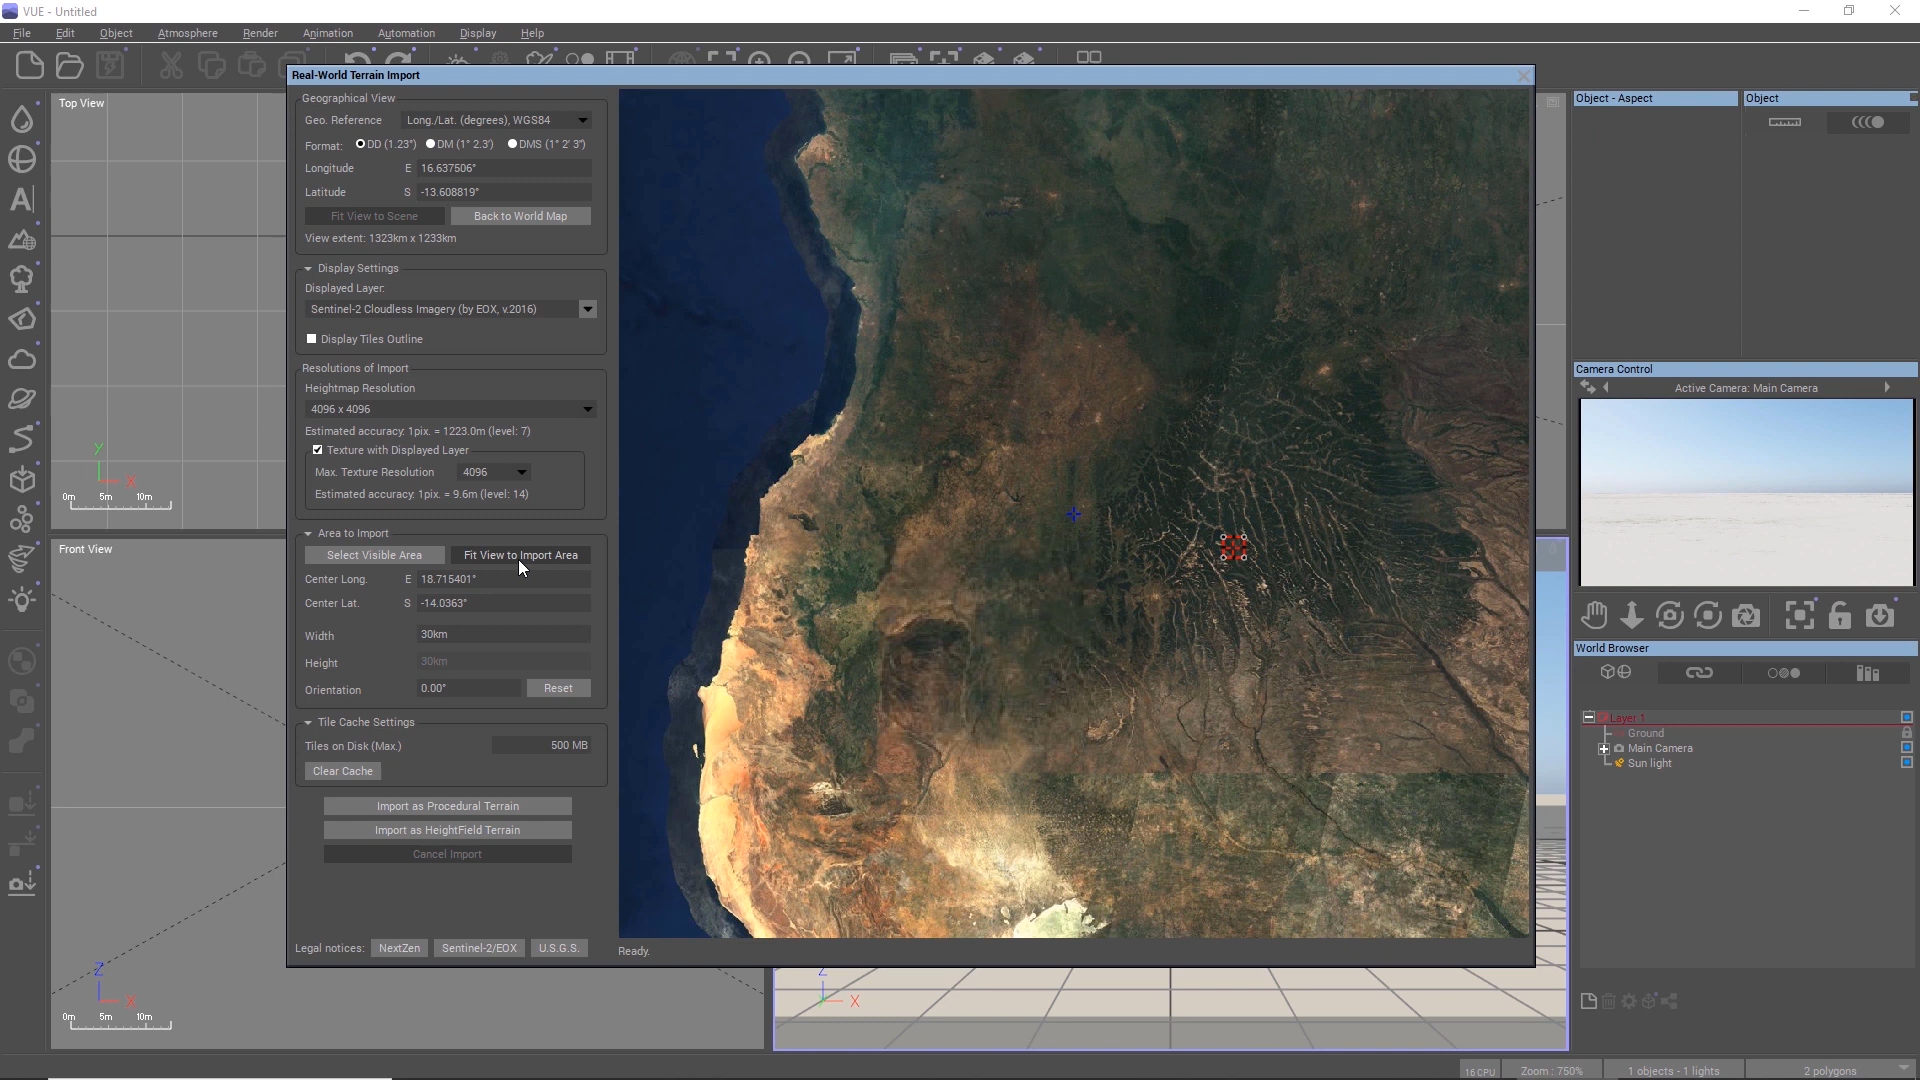 VUE - Untitled
File Edit Object Atmosphere Render Animation Automation Display Help
Real-World Terrain Import
Top View
Geographical View
Geo. Reference Long./Lat. (degrees), WGS84
Format: DD (1.23°) DM (1° 2.3') DMS (1° 2' 3")
Longitude E 16.637506°
Latitude S -13.608819°
Fit View to Scene Back to World Map
View extent: 1323km x 1233km
Display Settings
Displayed Layer:
Sentinel-2 Cloudless Imagery (by EOX, v.2016)
Display Tiles Outline
Resolutions of Import
Heightmap Resolution
4096 x 4096
Estimated accuracy: 1pix. = 1223.0m (level: 7)
Texture with Displayed Layer
Max. Texture Resolution 4096
Estimated accuracy: 1pix. = 9.6m (level: 14)
Area to Import
Select Visible Area Fit View to Import Area
Center Long. E 18.715401°
Center Lat. S -14.0363°
Width 30km
Height 30km
Orientation 0.00° Reset
Tile Cache Settings
Tiles on Disk (Max.) 500 MB
Clear Cache
Import as Procedural Terrain
Import as HeightField Terrain
Cancel Import
Legal notices: NextZen Sentinel-2/EOX U.S.G.S. Ready.
Y
X
0m 5m 10m
Front View
Z
X
0m 5m 10m
Z
X
Object - Aspect
Object
Camera Control
Active Camera: Main Camera
World Browser
Layer 1
Ground
Main Camera
Sun light
16 CPU Zoom : 750% 1 objects - 1 lights 2 polygons